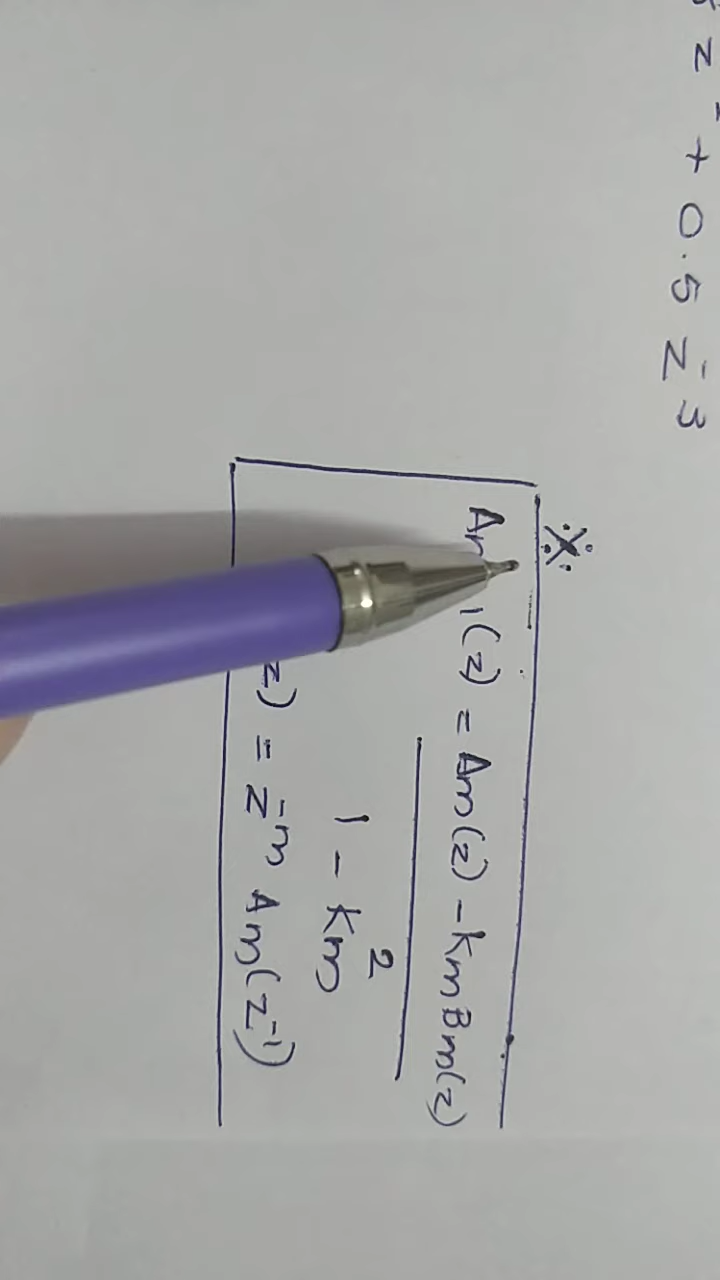 z + 0.5 z⁻³
1(z) = Am(z) - km Bm(z)
1 - km²
z) = z⁻ᵐ Am(z⁻¹)